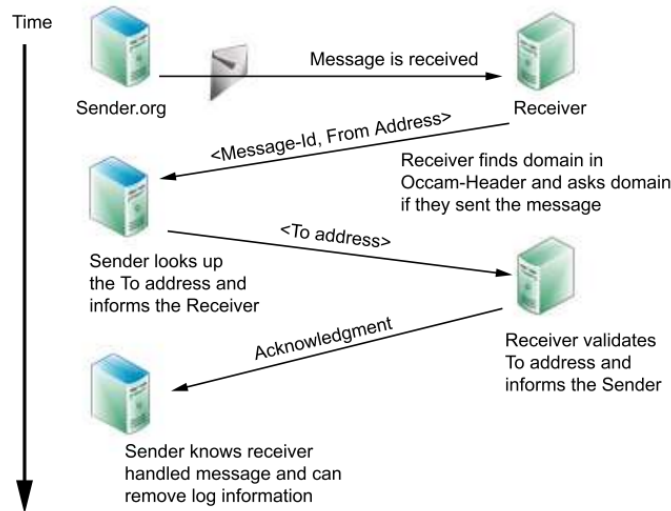 Time
Message is received
Sender.org
Receiver
<Message-Id, From Address>
Receiver finds domain in
Occam-Header and asks domain
if they sent the message
<To address>
Sender looks up
the To address and
informs the Receiver
Acknowledgment
Receiver validates
To address and
informs the Sender
Sender knows receiver
handled message and can
remove log information